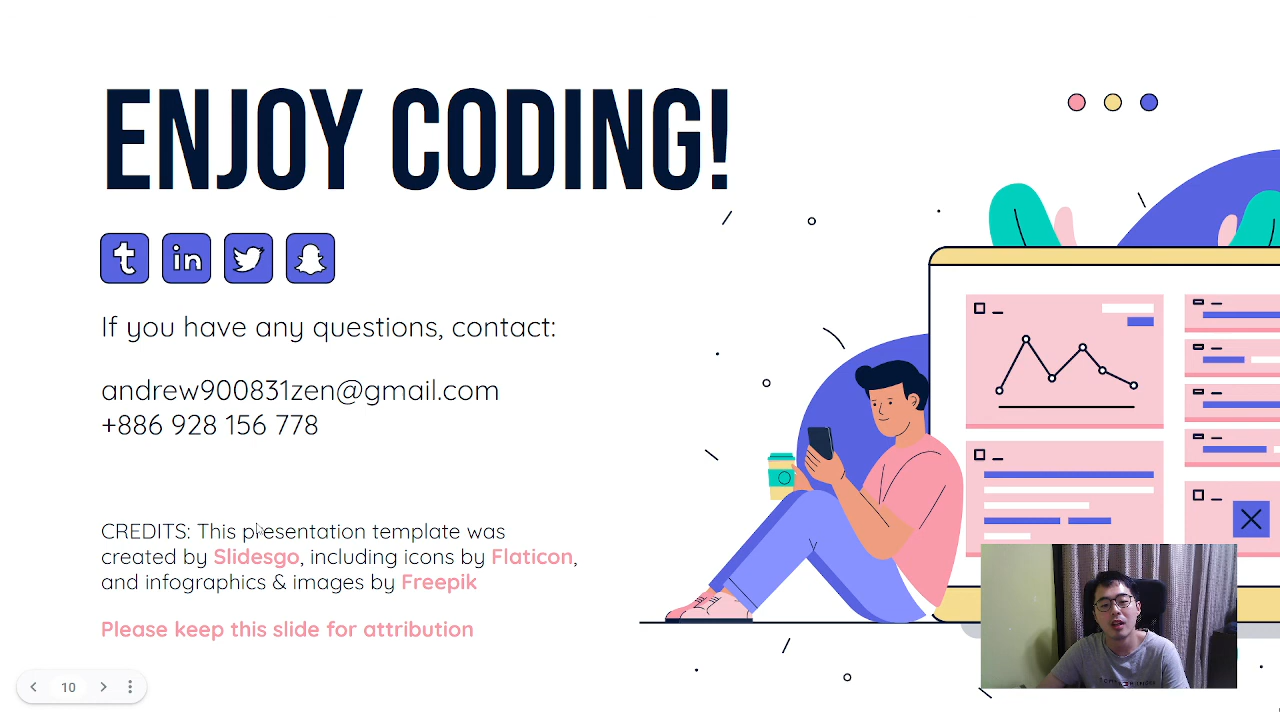 ENJOY CODING!
If you have any questions, contact:
andrew900831zen@gmail.com
+886 928 156 778
CREDITS: This presentation template was
created by Slidesgo, including icons by Flaticon,
and infographics & images by Freepik
Please keep this slide for attribution
10